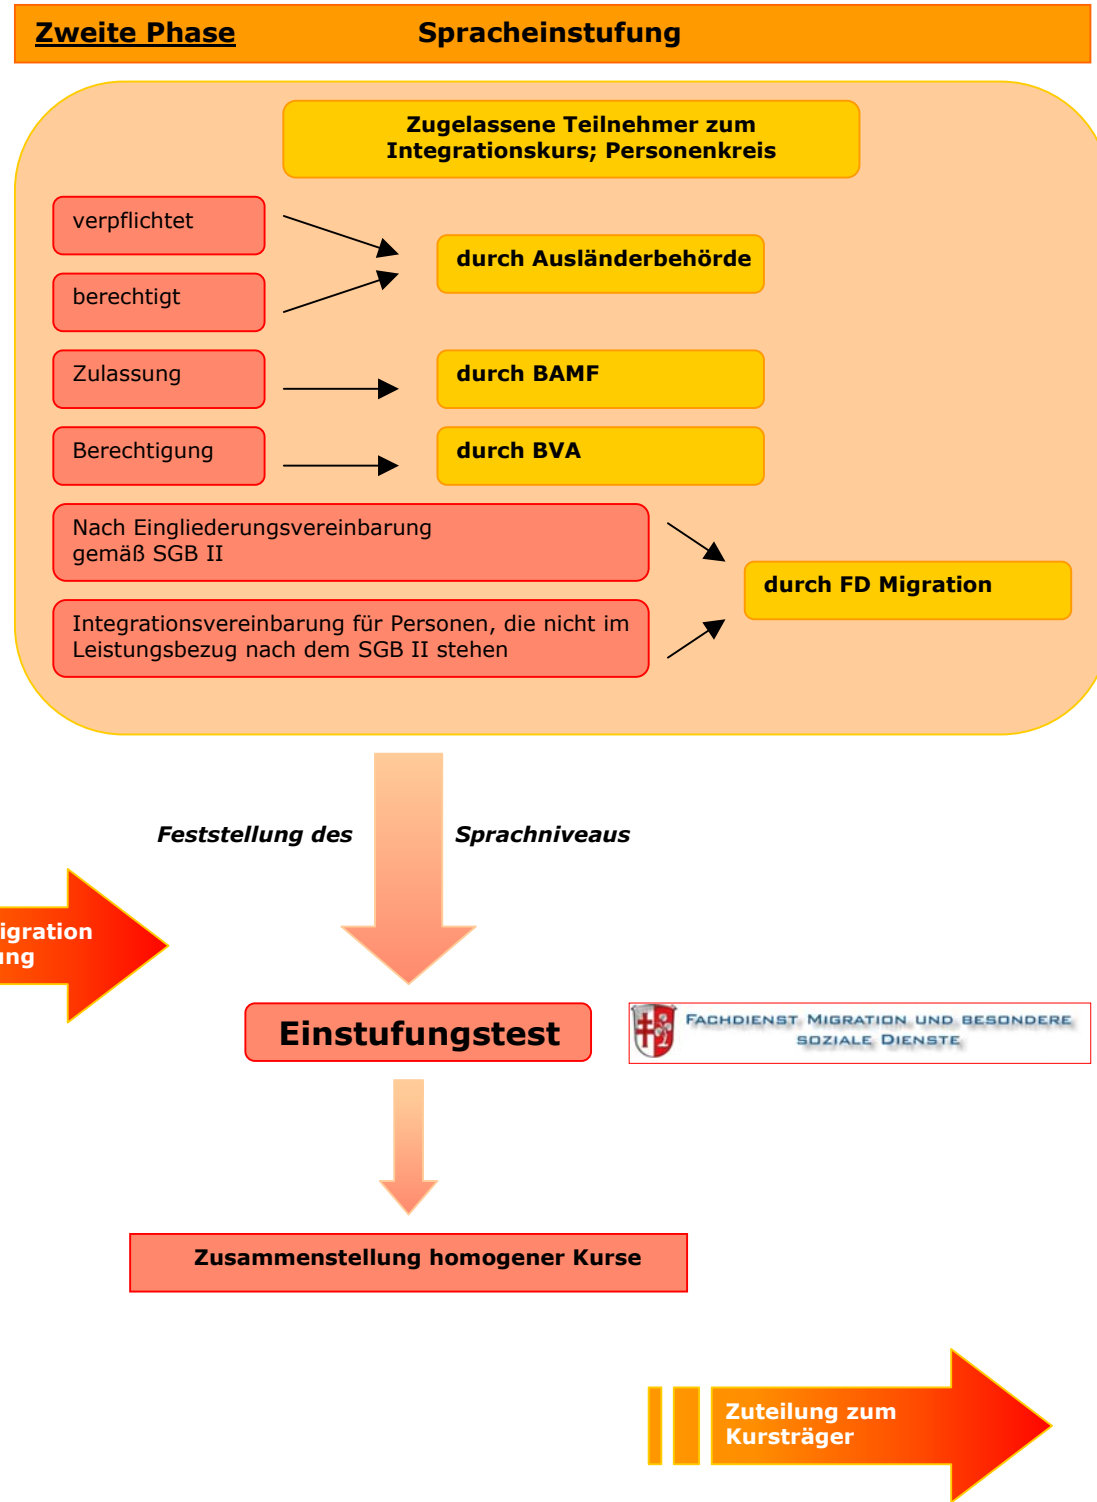 Zweite Phase Spracheinstufung
Zugelassene Teilnehmer zum
Integrationskurs; Personenkreis
verpflichtet
durch Ausländerbehörde
berechtigt
Zulassung
durch BAMF
Berechtigung
durch BVA
Nach Eingliederungsvereinbarung
gemäß SGB II
durch FD Migration
Integrationsvereinbarung für Personen, die nicht im
Leistungsbezug nach dem SGB II stehen
Feststellung des Sprachniveaus
igration
ung
Einstufungstest
FACHDIENST MIGRATION UND BESONDERE
SOZIALE DIENSTE
Zusammenstellung homogener Kurse
Zuteilung zum
Kursträger